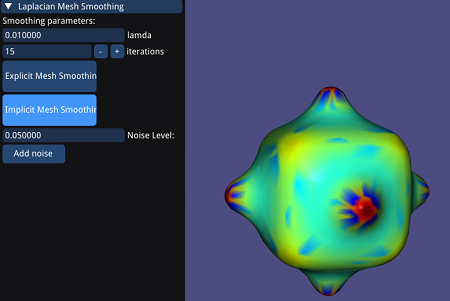 Laplacian Mesh Smoothing
Smoothing parameters:
0.010000 lamda
15 - + iterations
Explicit Mesh Smoothin
Implicit Mesh Smoothin
0.050000 Noise Level:
Add noise